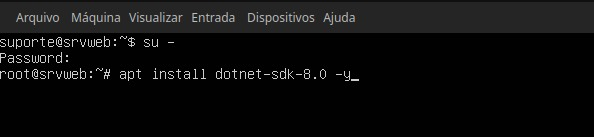 Arquivo Máquina Visualizar Entrada Dispositivos Ajuda
suporte@srvweb:~$ su -
Password:
root@srvweb:~# apt install dotnet-sdk-8.0 -y_